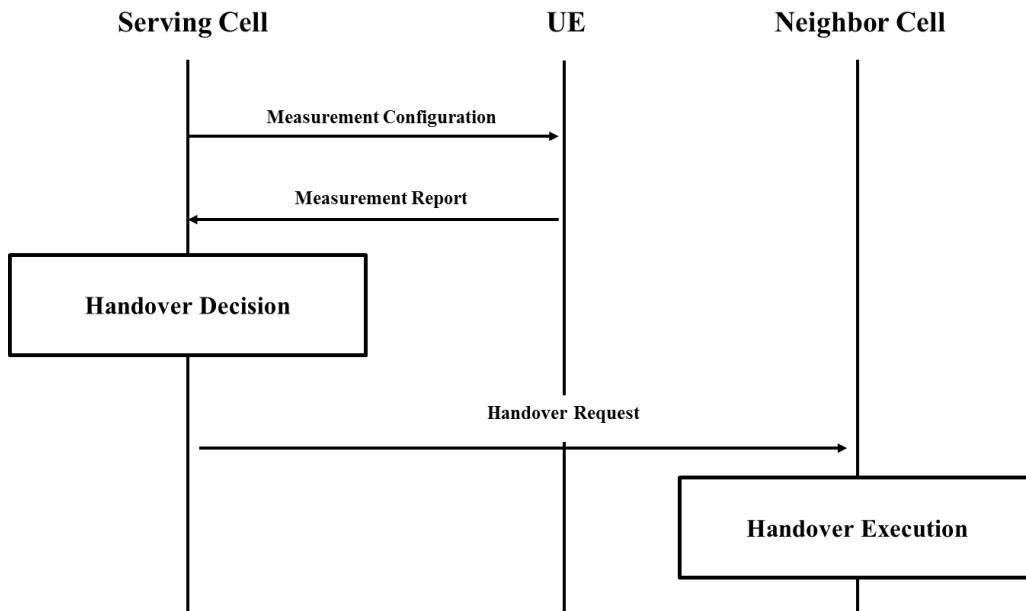 Serving Cell
UE
Neighbor Cell
Measurement Configuration
Measurement Report
Handover Decision
Handover Request
Handover Execution